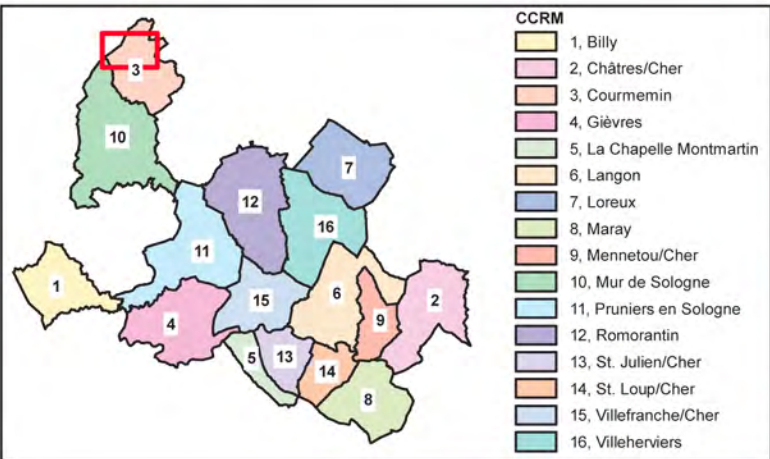 CCRM
1, Billy
2, Châtres/Cher
3, Courmemin
4, Gièvres
5, La Chapelle Montmartin
6, Langon
7, Loreux
8, Maray
9, Mennetou/Cher
10, Mur de Sologne
11, Pruniers en Sologne
12, Romorantin
13, St. Julien/Cher
14, St. Loup/Cher
15, Villefranche/Cher
16, Villeherviers
3
10
7
12
16
11
1
15
6
2
4
9
5
13
14
8